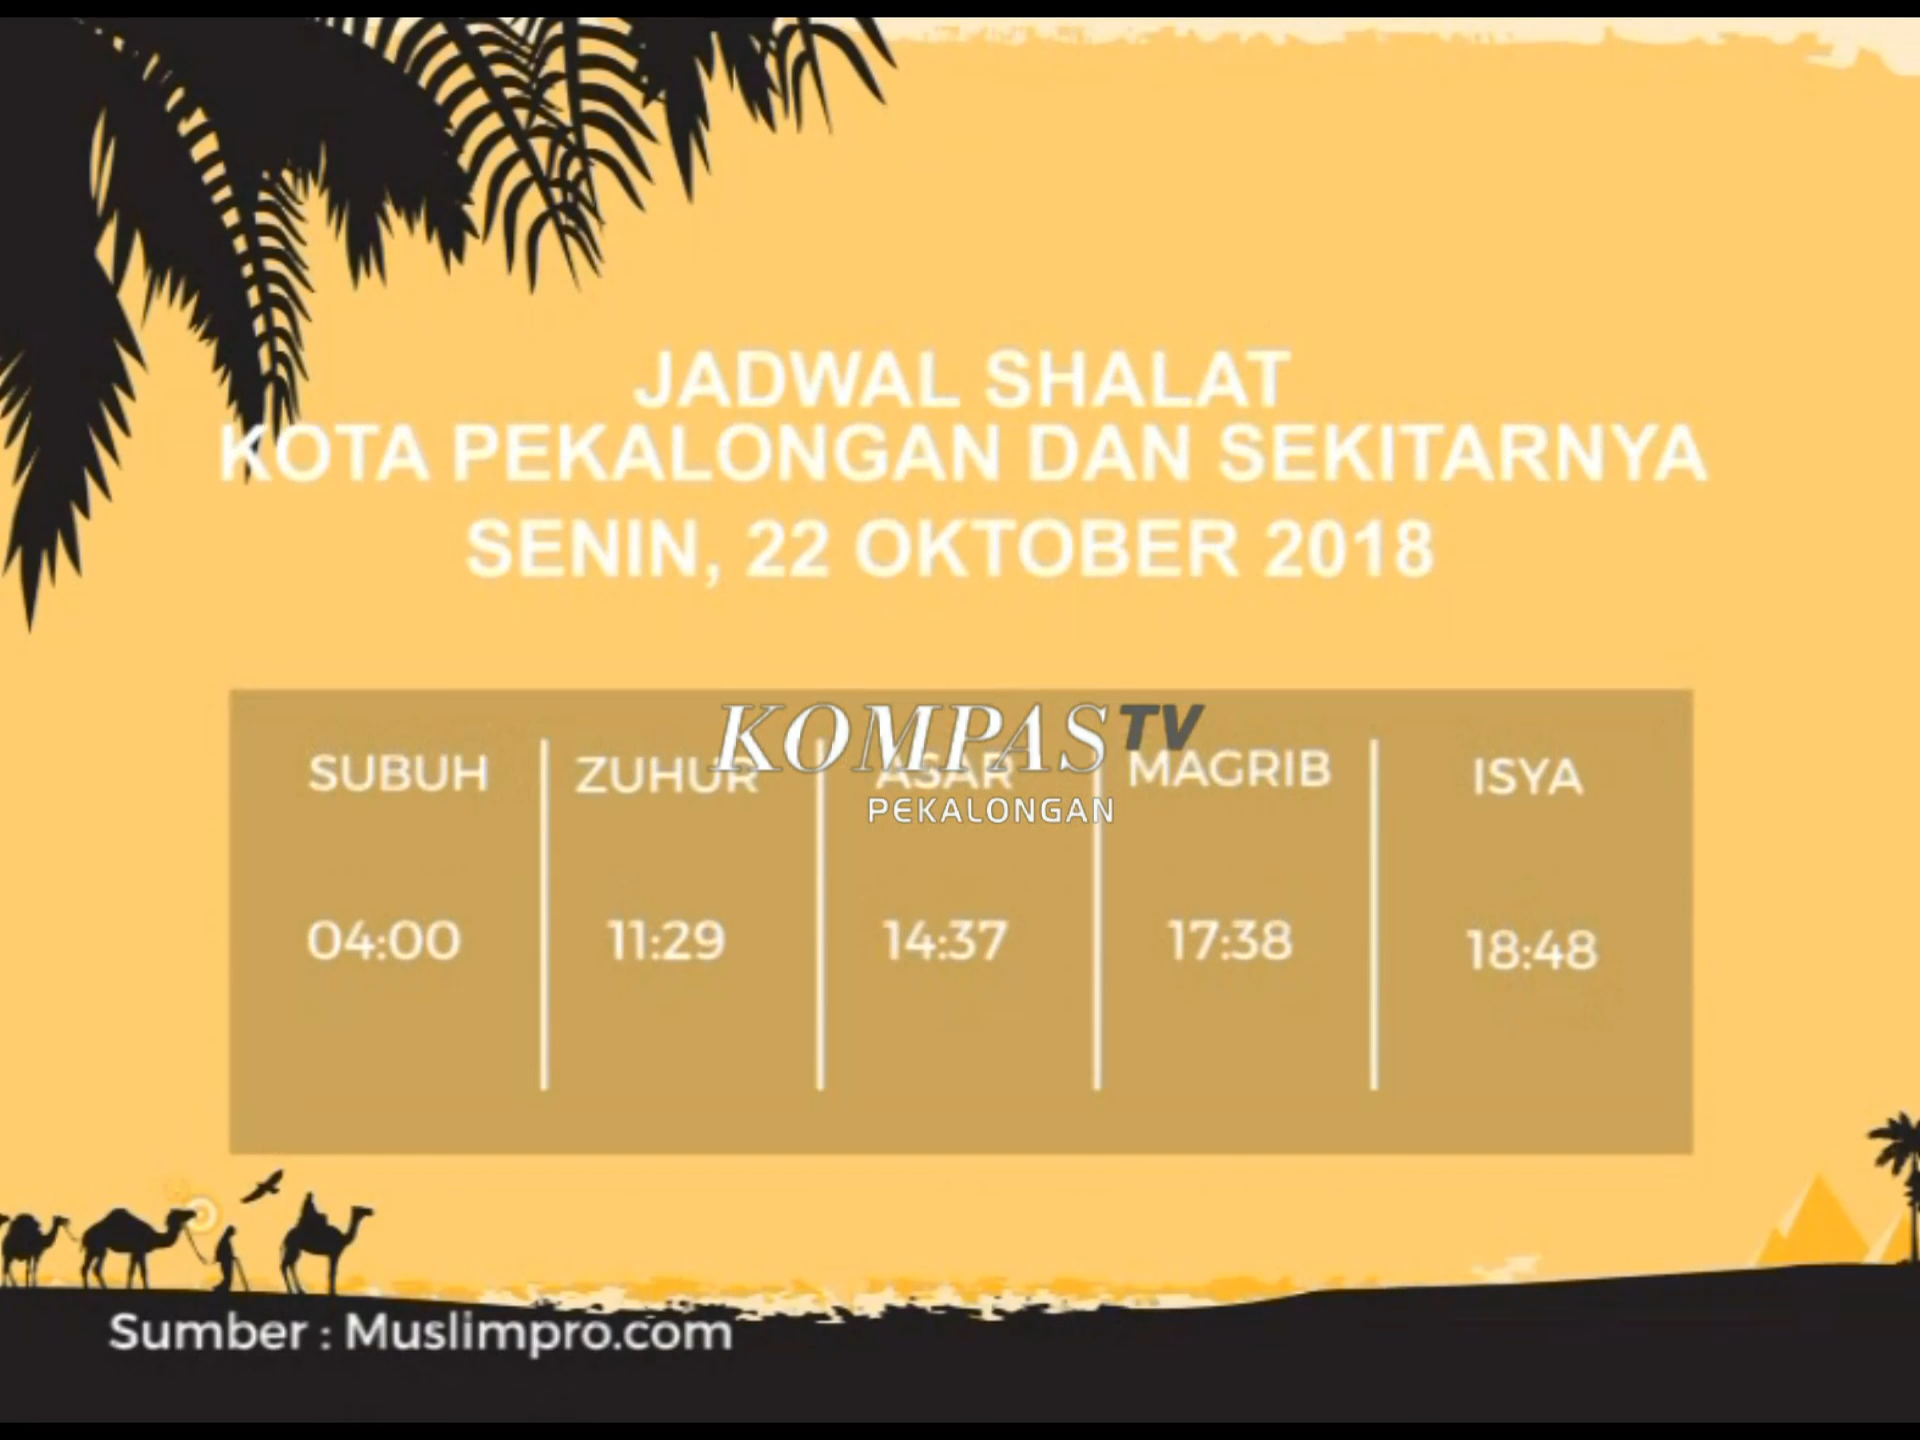 JADWAL SHALAT
KOTA PEKALONGAN DAN SEKITARNYA
SENIN, 22 OKTOBER 2018
KOMPAS TV
PEKALONGAN
SUBUH ZUHUR ASAR MAGRIB ISYA
04:00 11:29 14:37 17:38 18:48
Sumber : Muslimpro.com